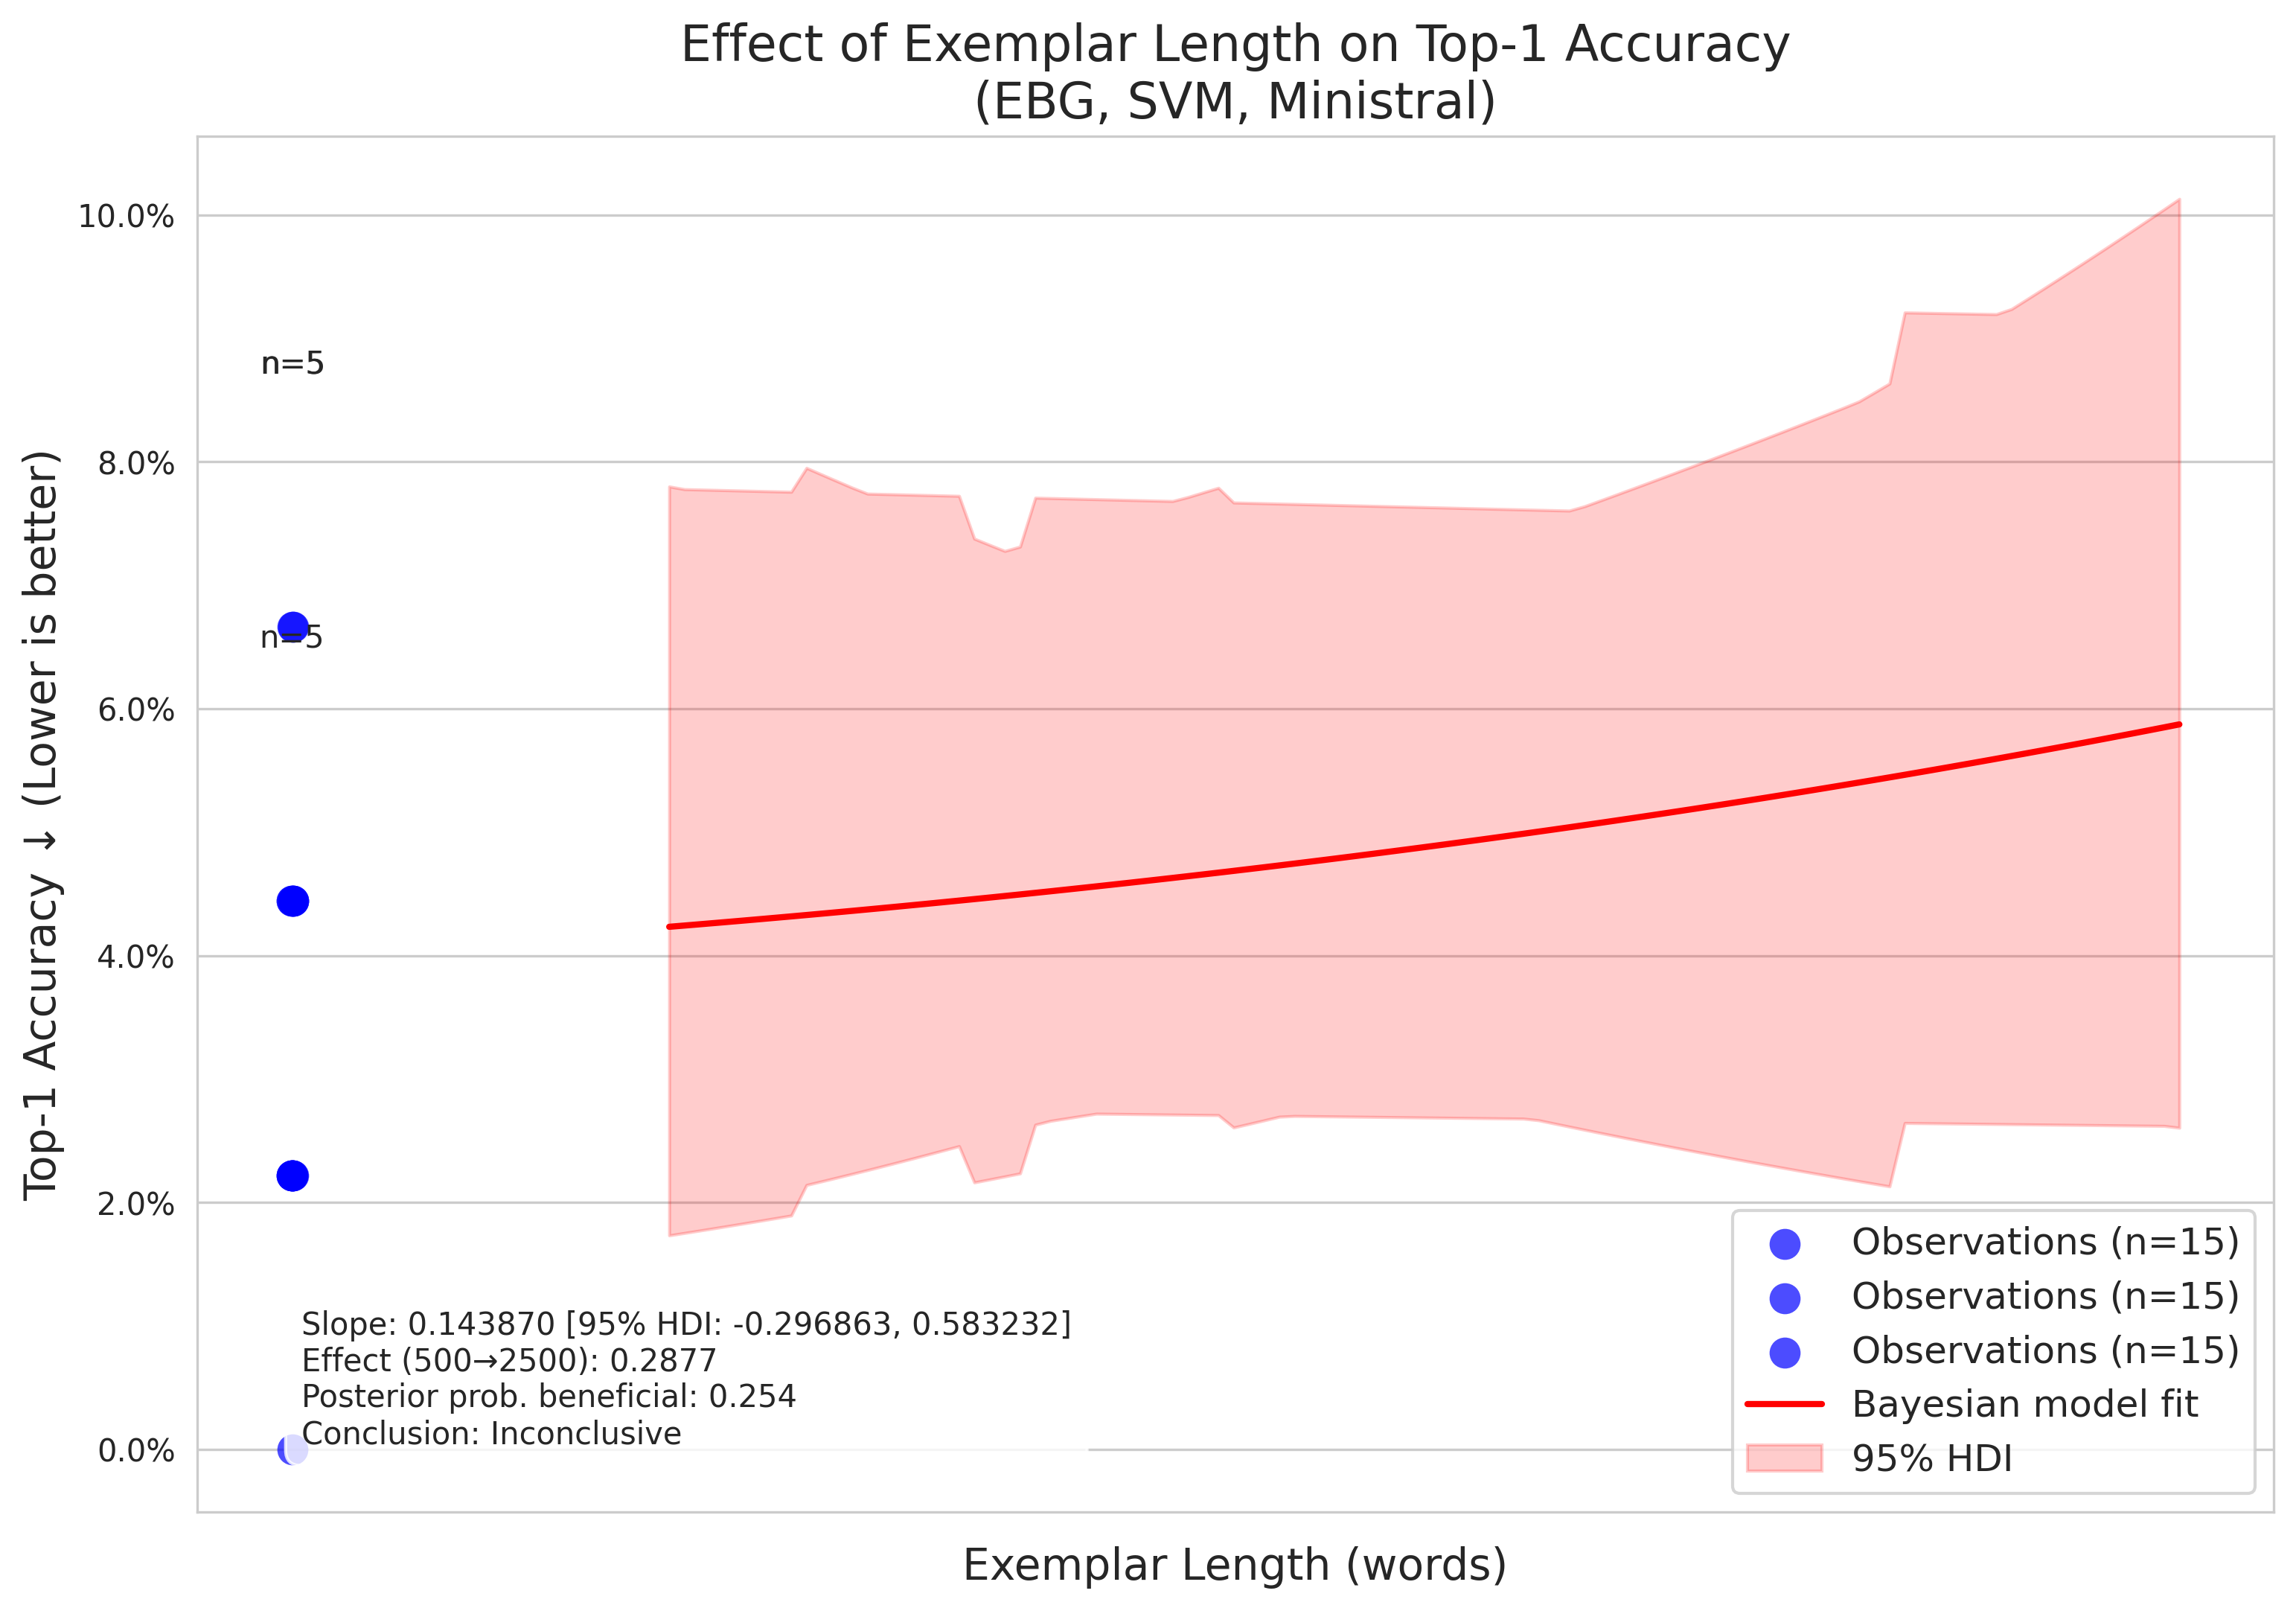 Effect of Exemplar Length on Top-1 Accuracy
(EBG, SVM, Ministral)
Top-1 Accuracy ↓ (Lower is better)
10.0%
8.0%
6.0%
4.0%
2.0%
0.0%
n=5
n=5
Slope: 0.143870 [95% HDI: -0.296863, 0.583232]
Effect (500→2500): 0.2877
Posterior prob. beneficial: 0.254
Conclusion: Inconclusive
Observations (n=15)
Observations (n=15)
Observations (n=15)
Bayesian model fit
95% HDI
Exemplar Length (words)